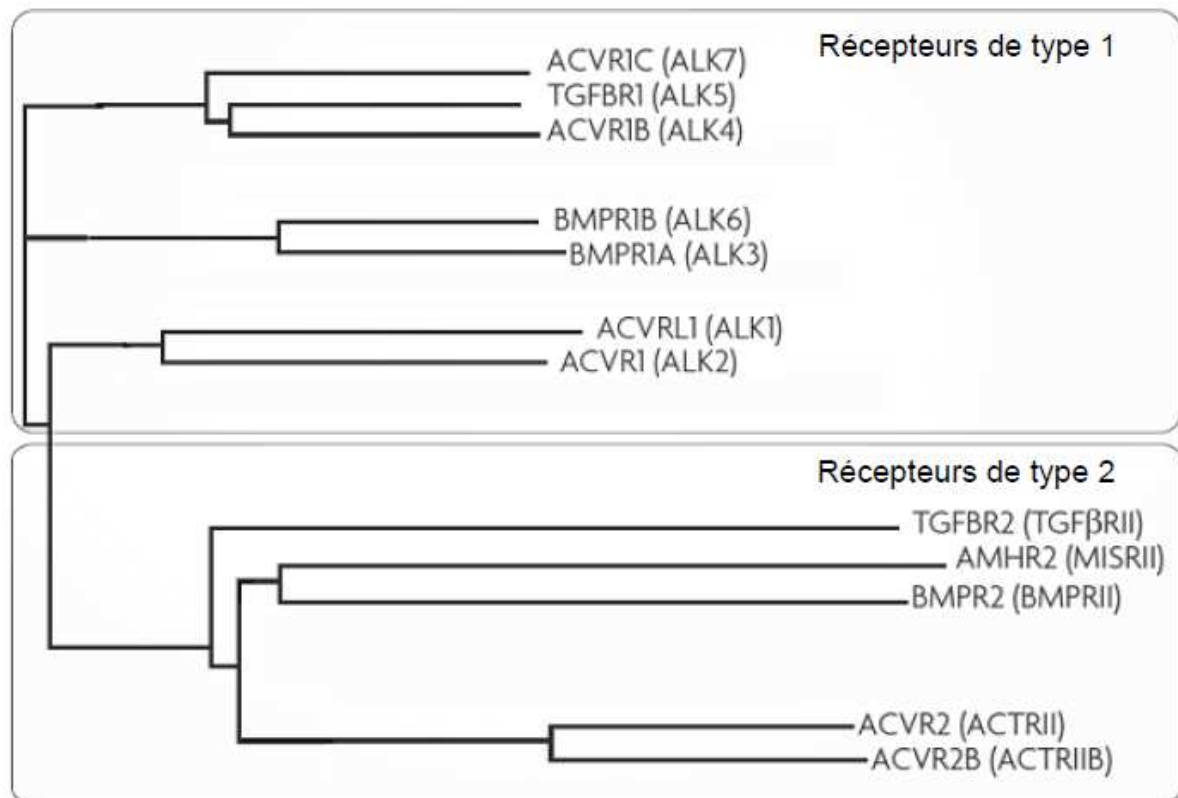 Récepteurs de type 1
ACVR1C (ALK7)
TGFBR1 (ALK5)
ACVR1B (ALK4)
BMPR1B (ALK6)
BMPR1A (ALK3)
ACVRL1 (ALK1)
ACVR1 (ALK2)
Récepteurs de type 2
TGFBR2 (TGFβRII)
AMHR2 (MISRII)
BMPR2 (BMPRII)
ACVR2 (ACTRII)
ACVR2B (ACTRIIB)